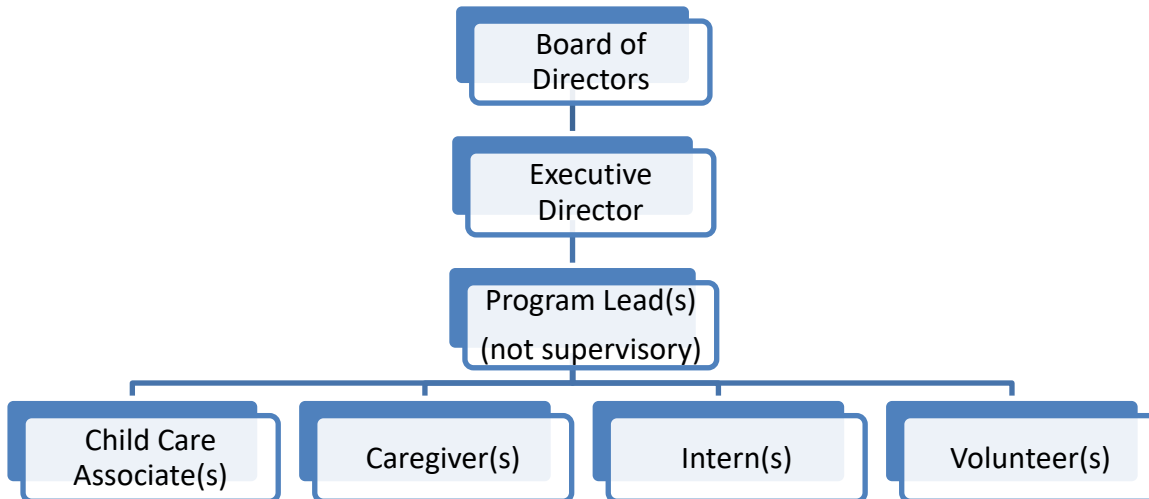 Board of
Directors
Executive
Director
Program Lead(s)
(not supervisory)
Child Care
Associate(s)
Caregiver(s)
Intern(s)
Volunteer(s)